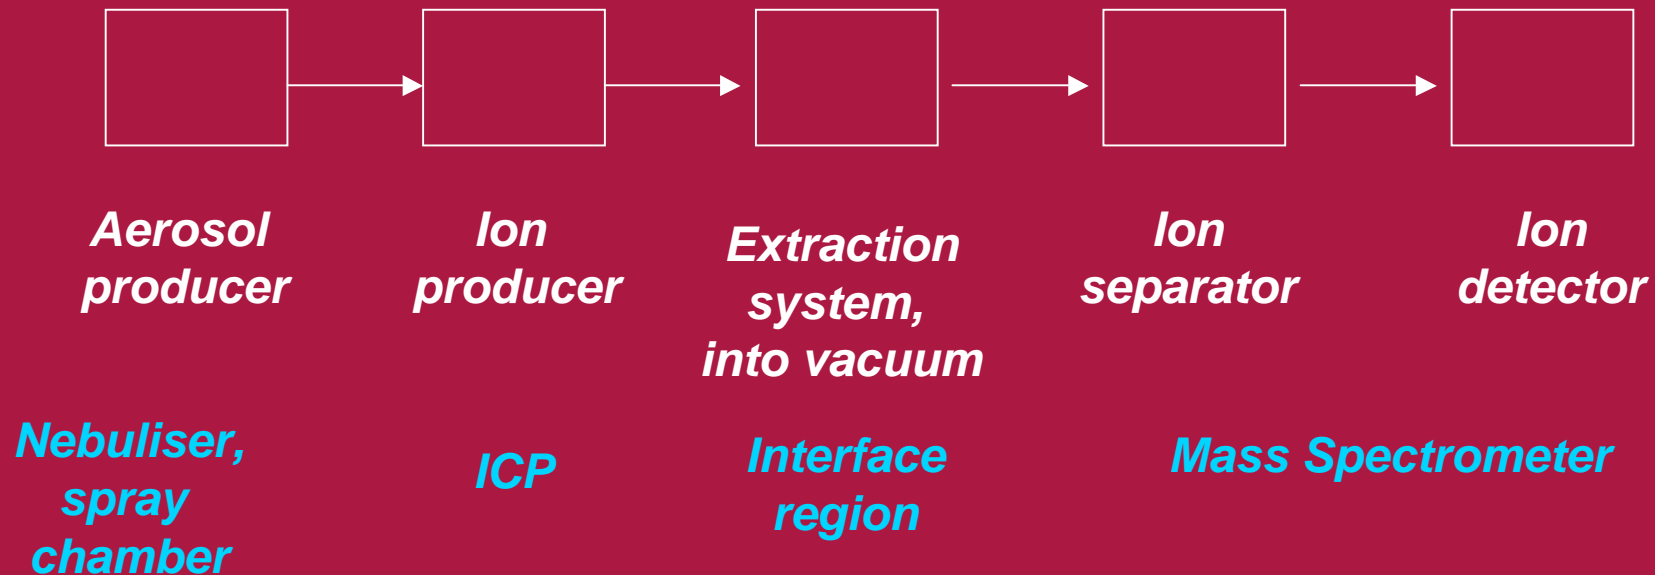 Aerosol
producer
Ion
producer
Extraction
system,
into vacuum
Ion
separator
Ion
detector
Nebuliser,
spray
chamber
ICP
Interface
region
Mass Spectrometer